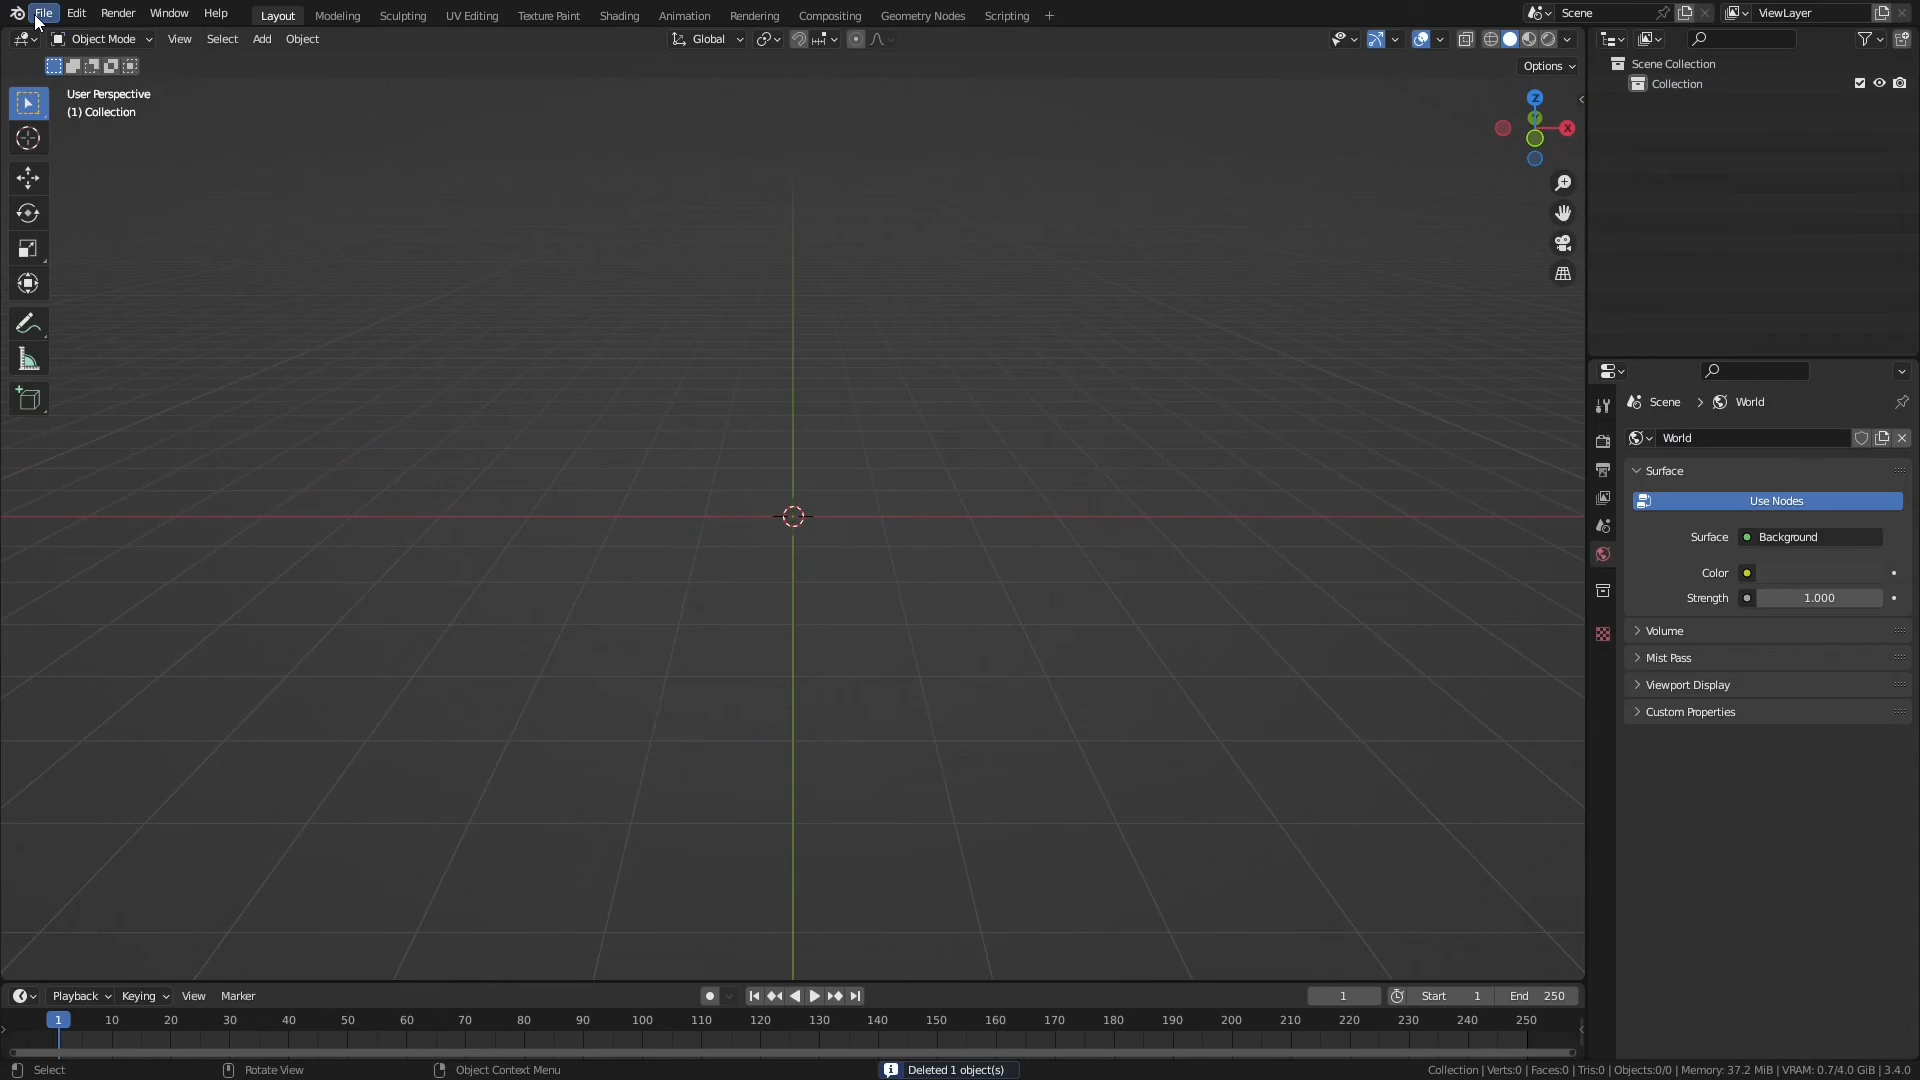 File Edit Render Window Help Layout Modeling Sculpting UV Editing Texture Paint Shading Animation Rendering Compositing Geometry Nodes Scripting + Scene ViewLayer
Object Mode View Select Add Object Global
Options
User Perspective
(1) Collection
Z
Y
X
Scene Collection
Collection
Scene > World
World
Surface
Use Nodes
Surface Background
Color
Strength 1.000
Volume
Mist Pass
Viewport Display
Custom Properties
Playback Keying View Marker 1 Start 1 End 250
1 10 20 30 40 50 60 70 80 90 100 110 120 130 140 150 160 170 180 190 200 210 220 230 240 250
Select Rotate View Object Context Menu Deleted 1 object(s) Collection | Verts:0 | Faces:0 | Tris:0 | Objects:0/0 | Memory: 37.2 MiB | VRAM: 0.7/4.0 GiB | 3.4.0